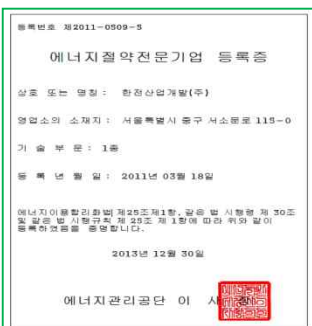 등록번호 제2011-0509-S
에너지절약전문기업 등록증
상호 또는 명칭 : 한전산업개발(주)
영업소의 소재지 : 서울특별시 중구 서소문로 115-0
기 술 부 문 : 1종
등 록 년 월 일 : 2011년 03월 18일
에너지이용합리화법 제25조제1항, 같은 법 시행령 제 30조
및 같은 법 시행규칙 제 25조 제 1항에 따라 위와 같이
등록하였음을 증명합니다.
2013년 12월 30일
에너지관리공단 이 사 장